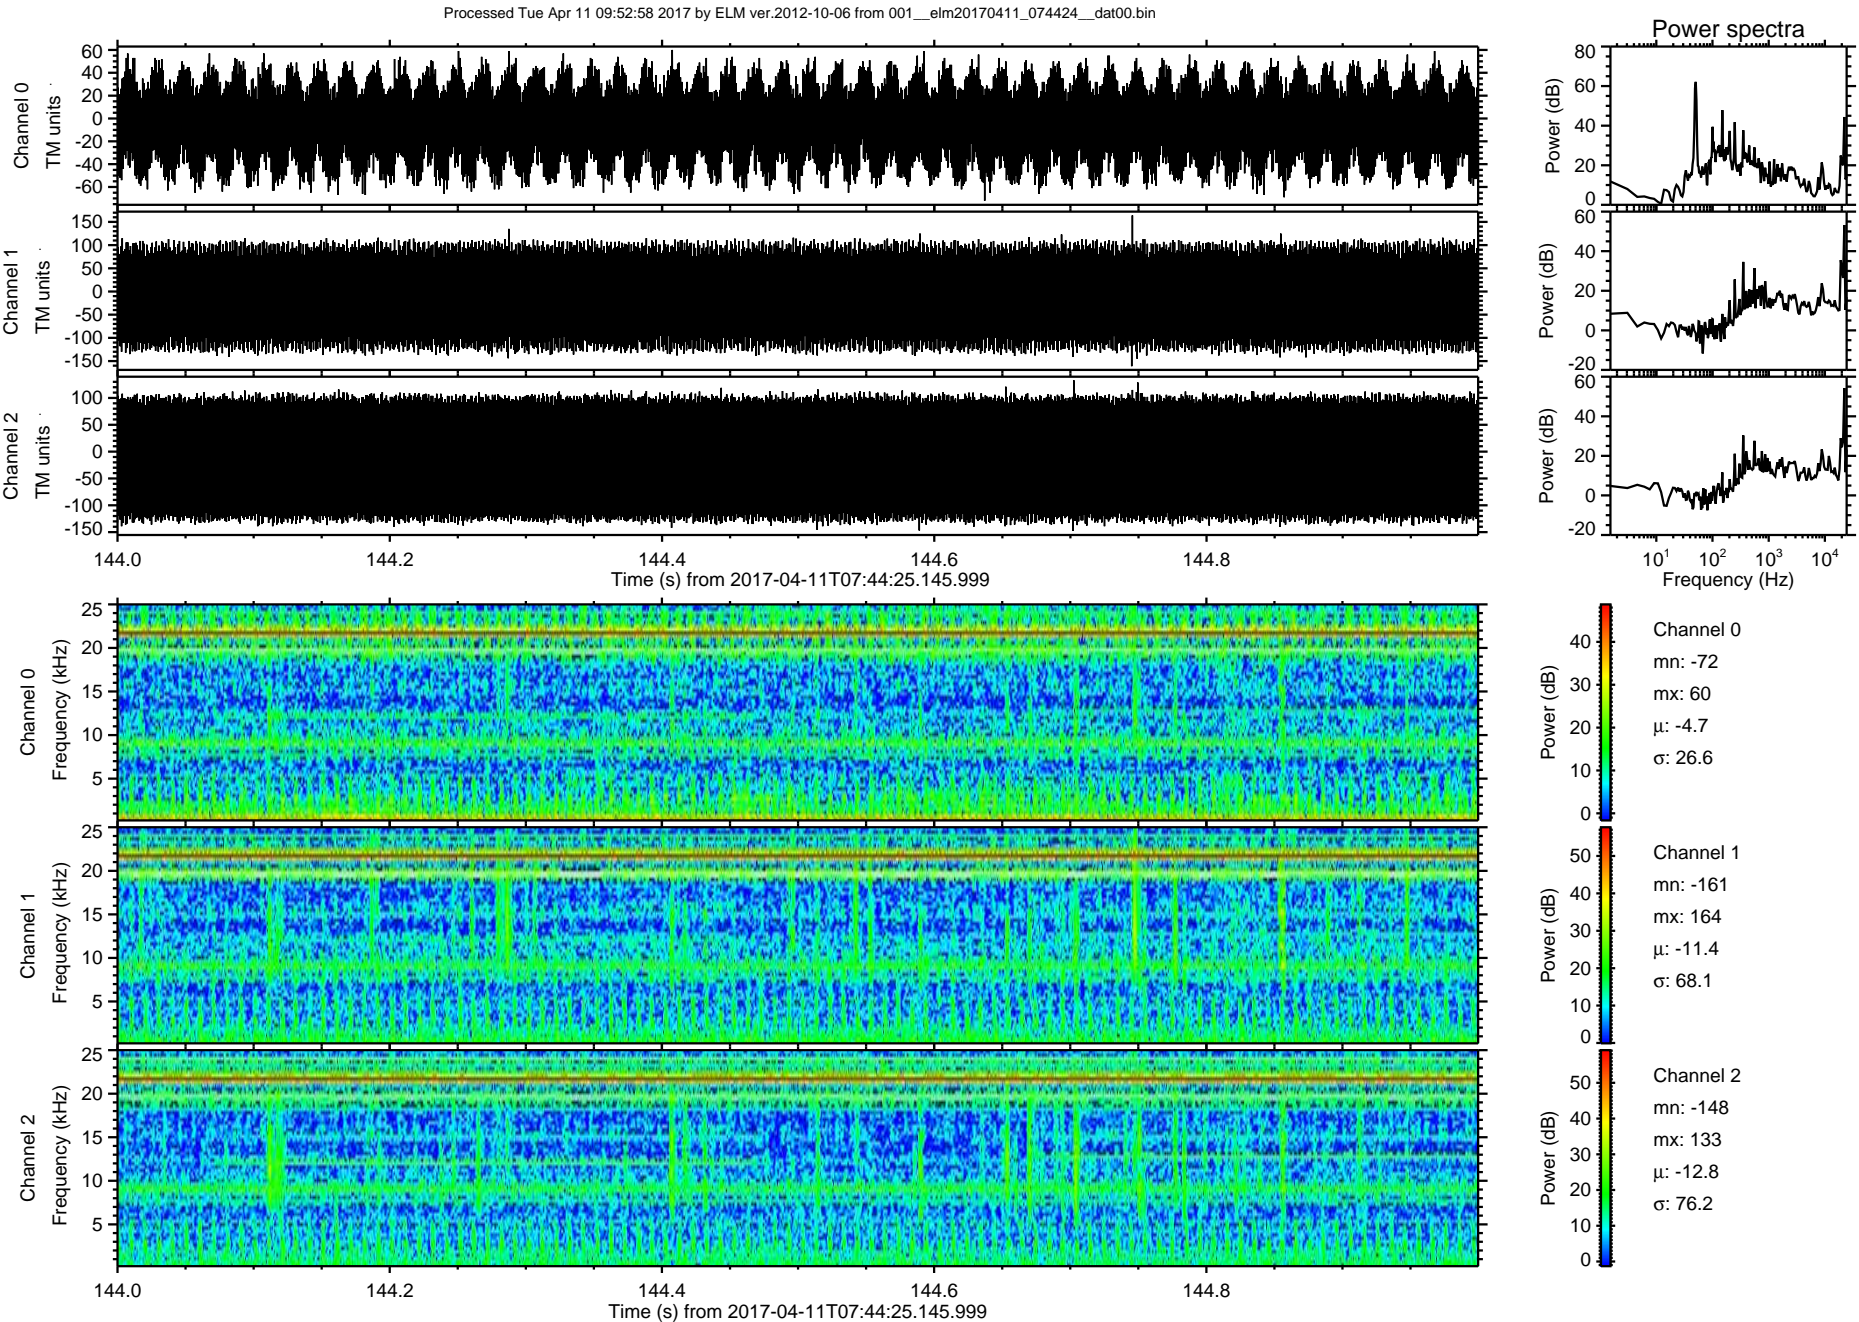 Processed Tue Apr 11 09:52:58 2017 by ELM ver.2012-10-06 from 001__elm20170411_074424__dat00.bin
Power spectra
Channel 0
TM units
60
40
20
0
-20
-40
-60
Power (dB)
80
60
40
20
0
Channel 1
TM units
150
100
50
0
-50
-100
-150
Power (dB)
60
40
20
0
-20
Channel 2
TM units
100
50
0
-50
-100
-150
Power (dB)
60
40
20
0
-20
144.0 144.2 144.4 144.6 144.8
Time (s) from 2017-04-11T07:44:25.145.999
10¹ 10² 10³ 10⁴
Frequency (Hz)
Channel 0
Frequency (kHz)
25
20
15
10
5
Power (dB)
40
30
20
10
0
Channel 0
mn: -72
mx: 60
µ: -4.7
σ: 26.6
Channel 1
Frequency (kHz)
25
20
15
10
5
Power (dB)
50
40
30
20
10
0
Channel 1
mn: -161
mx: 164
µ: -11.4
σ: 68.1
Channel 2
Frequency (kHz)
25
20
15
10
5
Power (dB)
50
40
30
20
10
0
Channel 2
mn: -148
mx: 133
µ: -12.8
σ: 76.2
144.0 144.2 144.4 144.6 144.8
Time (s) from 2017-04-11T07:44:25.145.999